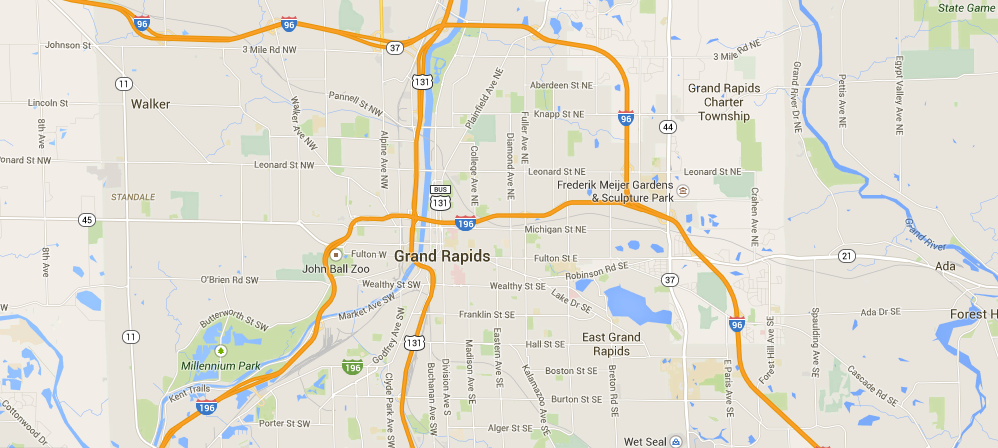 96
96
State Game
Johnson St
3 Mile Rd NW
37
3 Mile Rd NE
131
11
Walker
Lincoln St
8th Ave
Walker Ave NW
Pannell St NW
Alpine Ave NW
Plainfield Ave NE
Aberdeen St NE
Knapp St NE
Fuller Ave NE
Diamond Ave NE
College Ave NE
96
44
Grand Rapids
Charter
Township
Grand River Dr NE
Pettis Ave NE
Egypt Valley Ave NE
onard St NW
Leonard St NW
Leonard St NE
Leonard St NE
STANDALE
BUS
131
Frederik Meijer Gardens
& Sculpture Park
Crahen Ave NE
45
196
Michigan St NE
Grand River
8th Ave
Fulton W
John Ball Zoo
Grand Rapids
Fulton St E
21
Ada
O'Brien Rd SW
Wealthy St SW
Wealthy St SE
Robinson Rd SE
37
Lake Dr SE
Market Ave SW
Butterworth St SW
Franklin St SE
Ada Dr SE
Forest H
96
11
Godfrey Ave SW
131
Hall St SE
East Grand
Rapids
Forest Hill Ave SE
Spaulding Ave SE
Millennium Park
196
Boston St SE
Burton St SE
Cascade Rd SE
Kent Trails
196
Clyde Park Ave SW
Buchanan Ave SW
Division Ave S
Madison Ave SE
Eastern Ave SE
Kalamazoo Ave SE
Breton Rd SE
E Paris Ave SE
Cottonwood Dr
Porter St SW
Alger St SE
Wet Seal
96